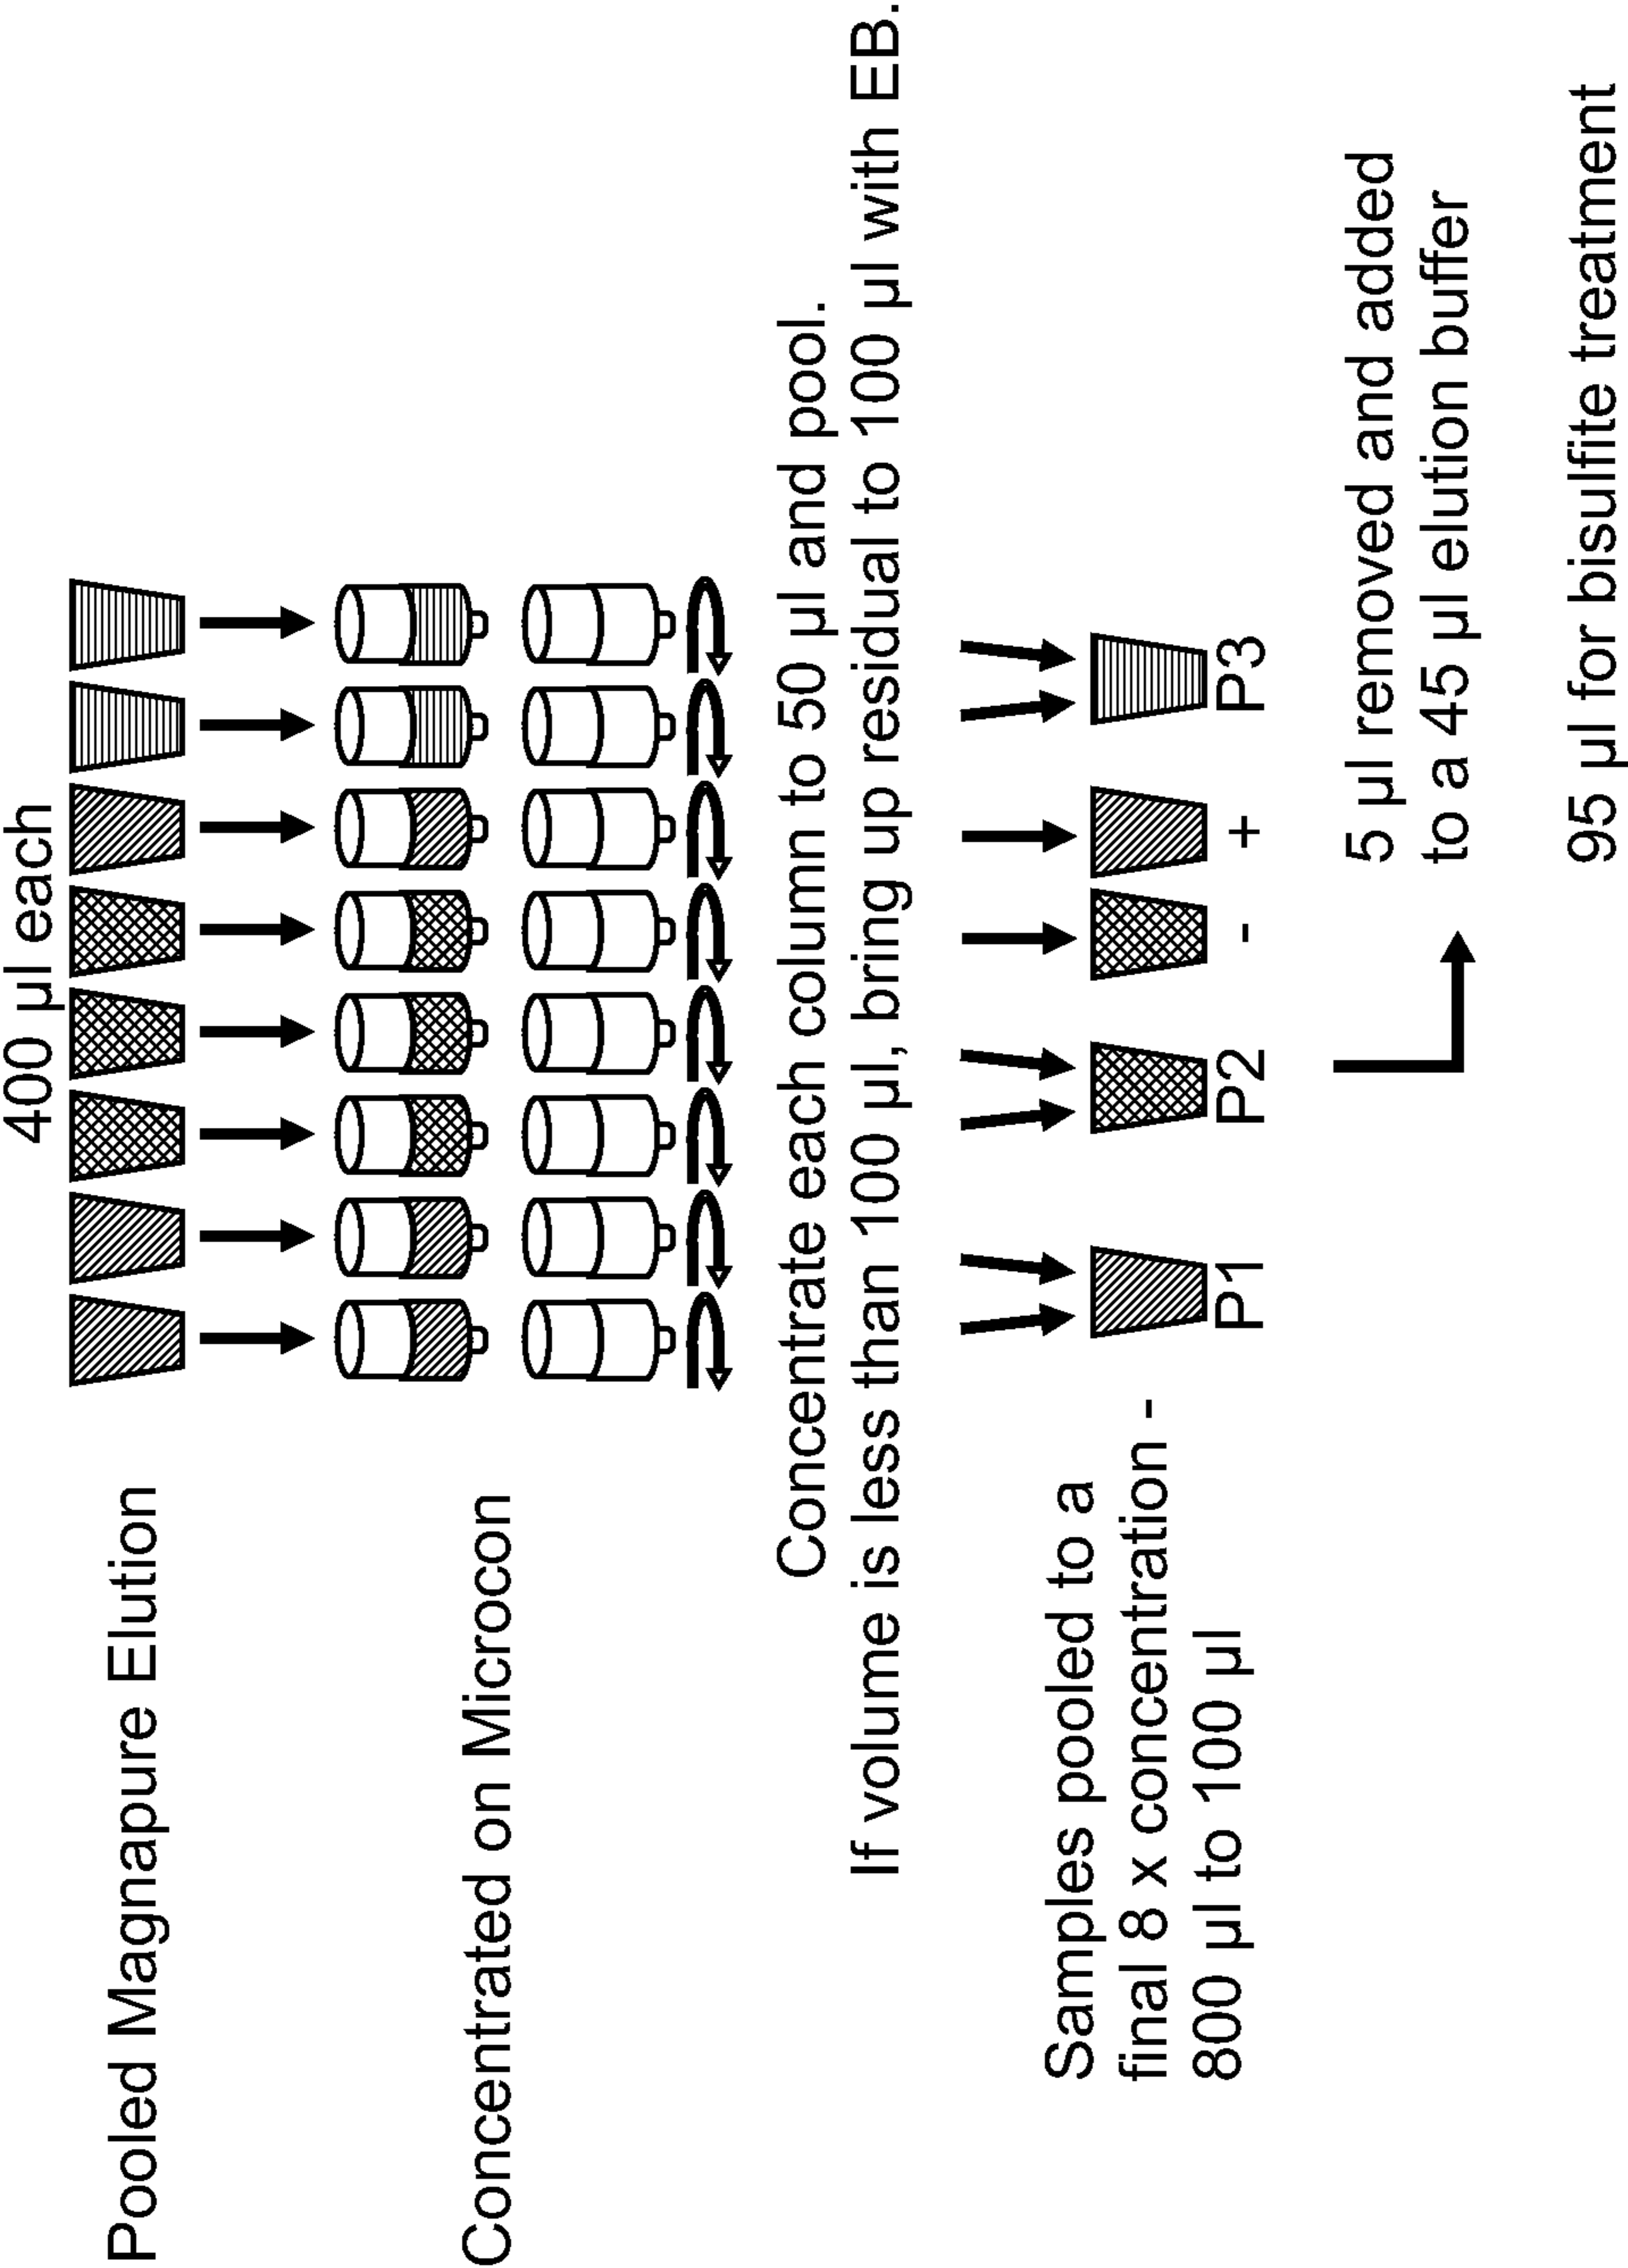 400 µl each
Pooled Magnapure Elution
Concentrated on Microcon
Concentrate each column to 50 µl and pool.
If volume is less than 100 µl, bring up residual to 100 µl with EB.
Samples pooled to a
final 8 x concentration -
800 µl to 100 µl
P1
P2
-
+
P3
5 µl removed and added
to a 45 µl elution buffer
95 µl for bisulfite treatment